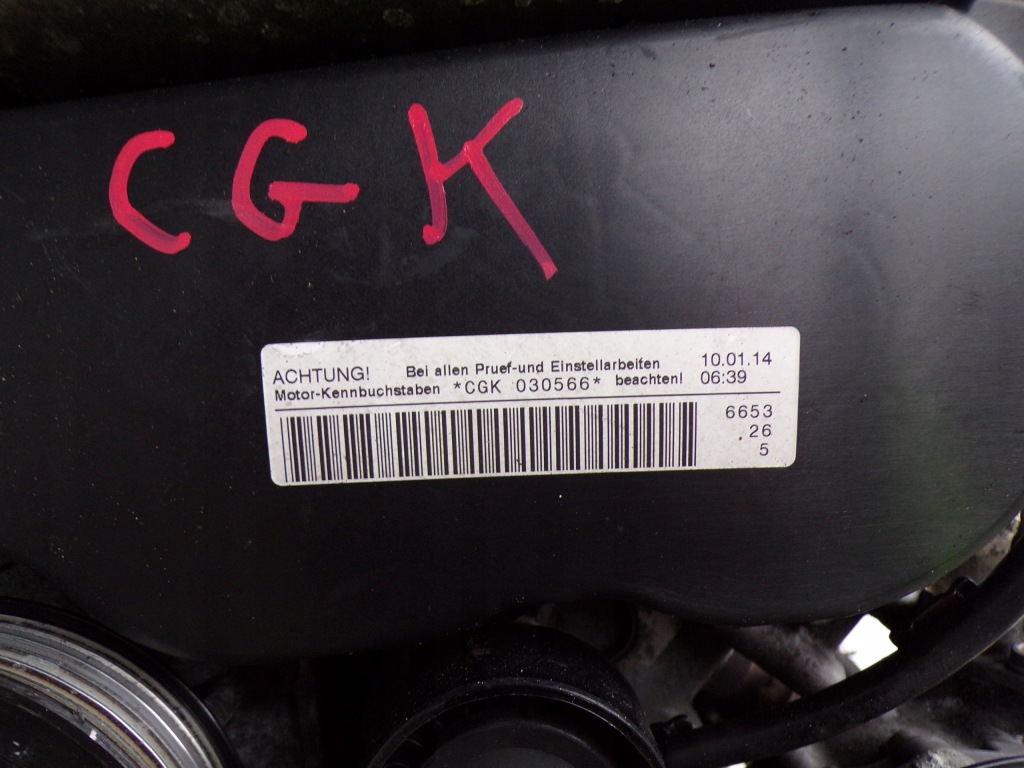 CGK
ACHTUNG! Bei allen Pruef-und Einstellarbeiten 10.01.14
Motor-Kennbuchstaben *CGK 030566* beachten! 06:39
6653
.26
5